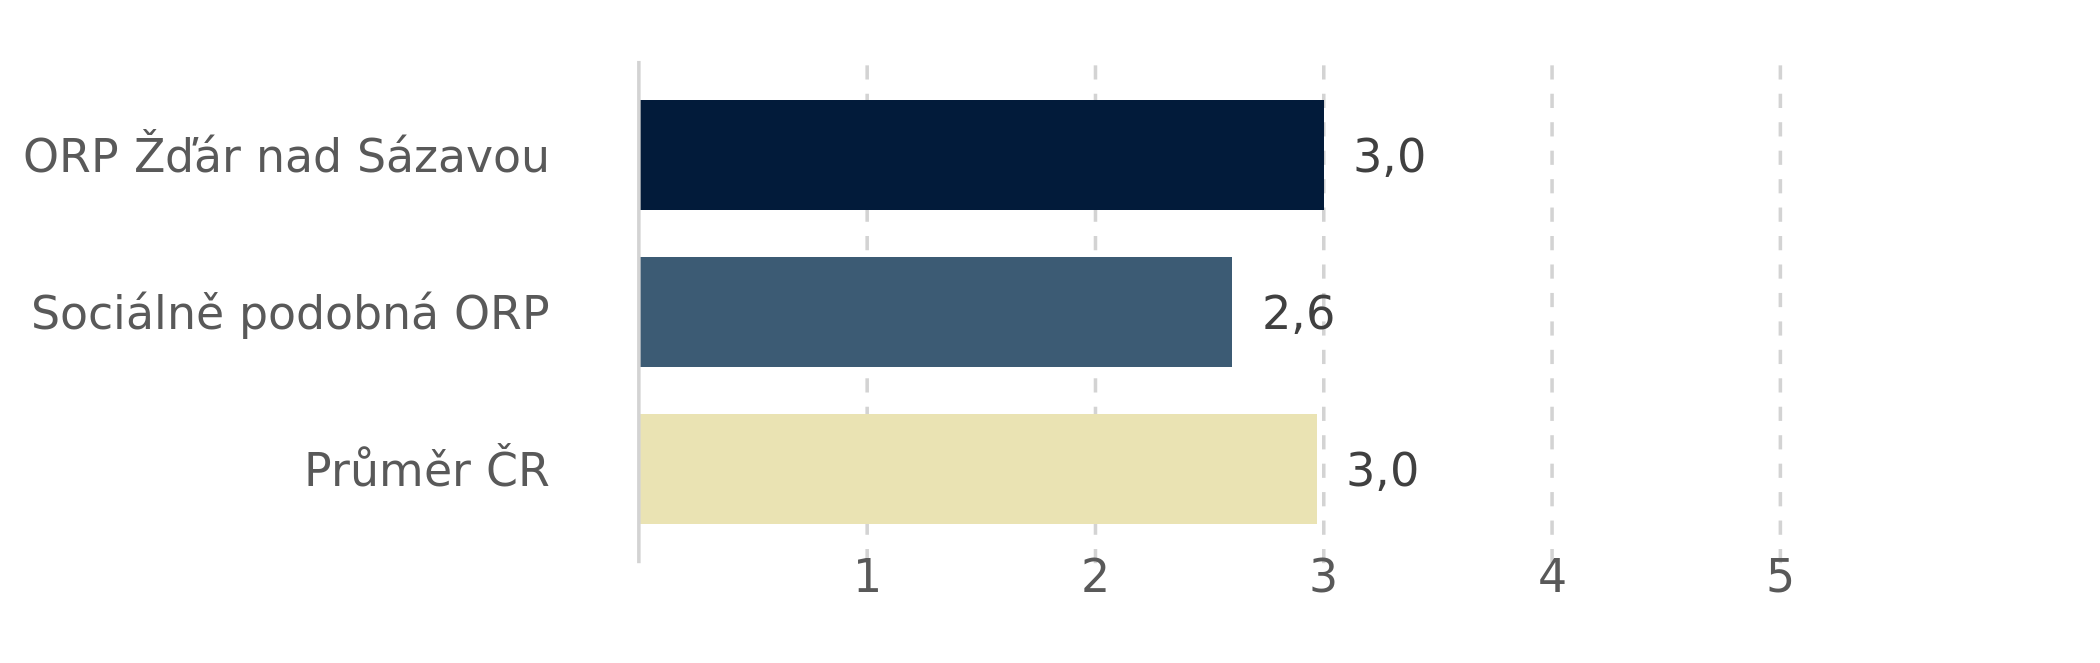 ORP Žďár nad Sázavou 3,0
Sociálně podobná ORP 2,6
Průměr ČR 3,0
1 2 3 4 5